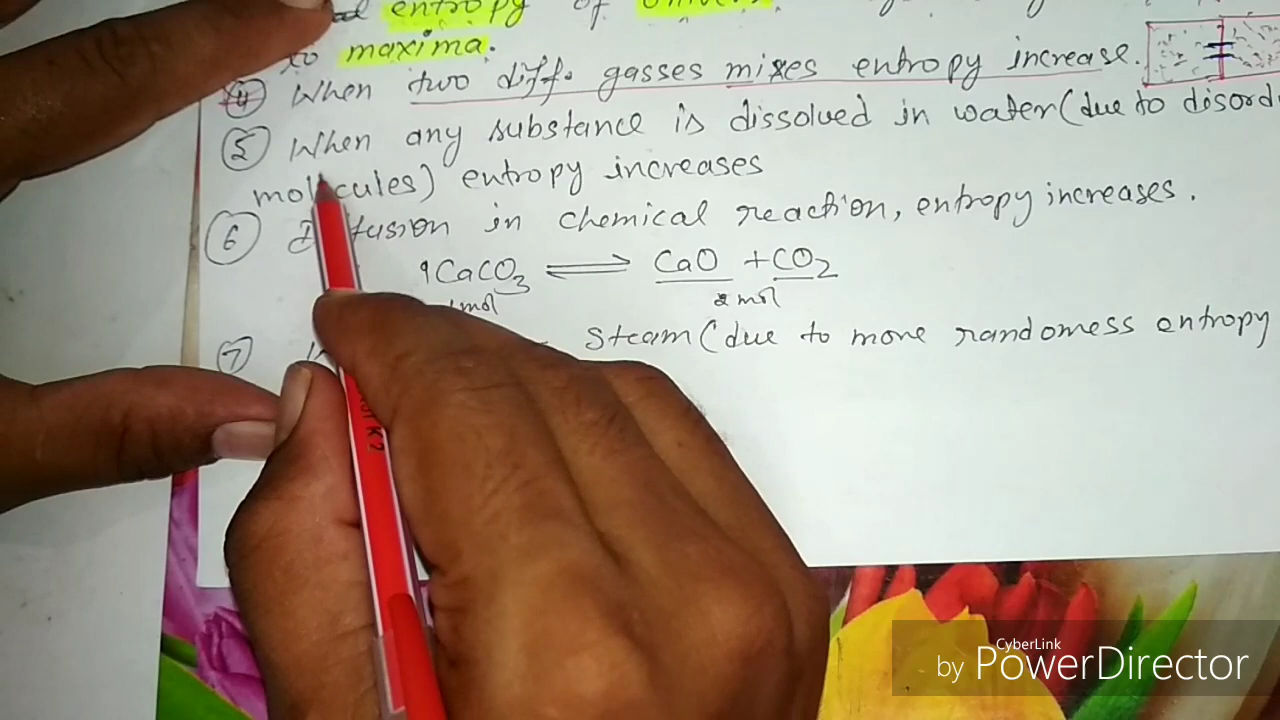 entropy of
to maxima.
④ When two diff. gasses mixes entropy increase.
⑤ When any substance is dissolved in water (due to disord
molecules) entropy increases
⑥ in chemical reaction, entropy increases.
CaCO3 ⇌ CaO + CO2
1mol 2 mol
⑦ Steam (due to more randomess entropy
CyberLink
by PowerDirector